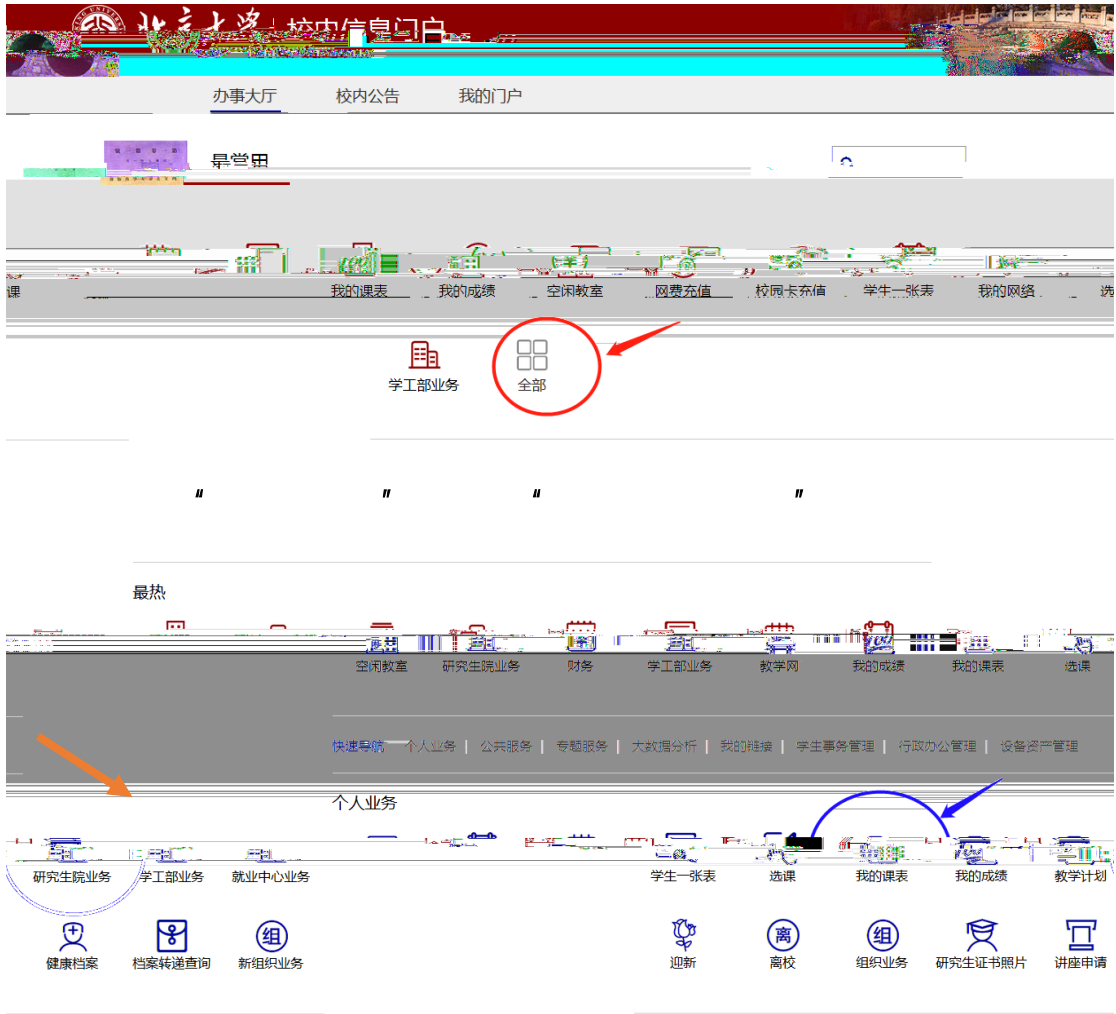 北京大学 校内信息门户
办事大厅 校内公告 我的门户
最常用
课 我的课表 我的成绩 空闲教室 网费充值 校园卡充值 学生一张表 我的网络 选
学工部业务 全部
“ ” “ ”
最热
空闲教室 研究生院业务 财务 学工部业务 教学网 我的成绩 我的课表 选课
快速导航 个人业务 | 公共服务 | 专题服务 | 大数据分析 | 我的链接 | 学生事务管理 | 行政办公管理 | 设备资产管理
个人业务
研究生院业务 学工部业务 就业中心业务 学生一张表 选课 我的课表 我的成绩 教学计划
组 离 组
健康档案 档案转递查询 新组织业务 迎新 离校 组织业务 研究生证书照片 讲座申请